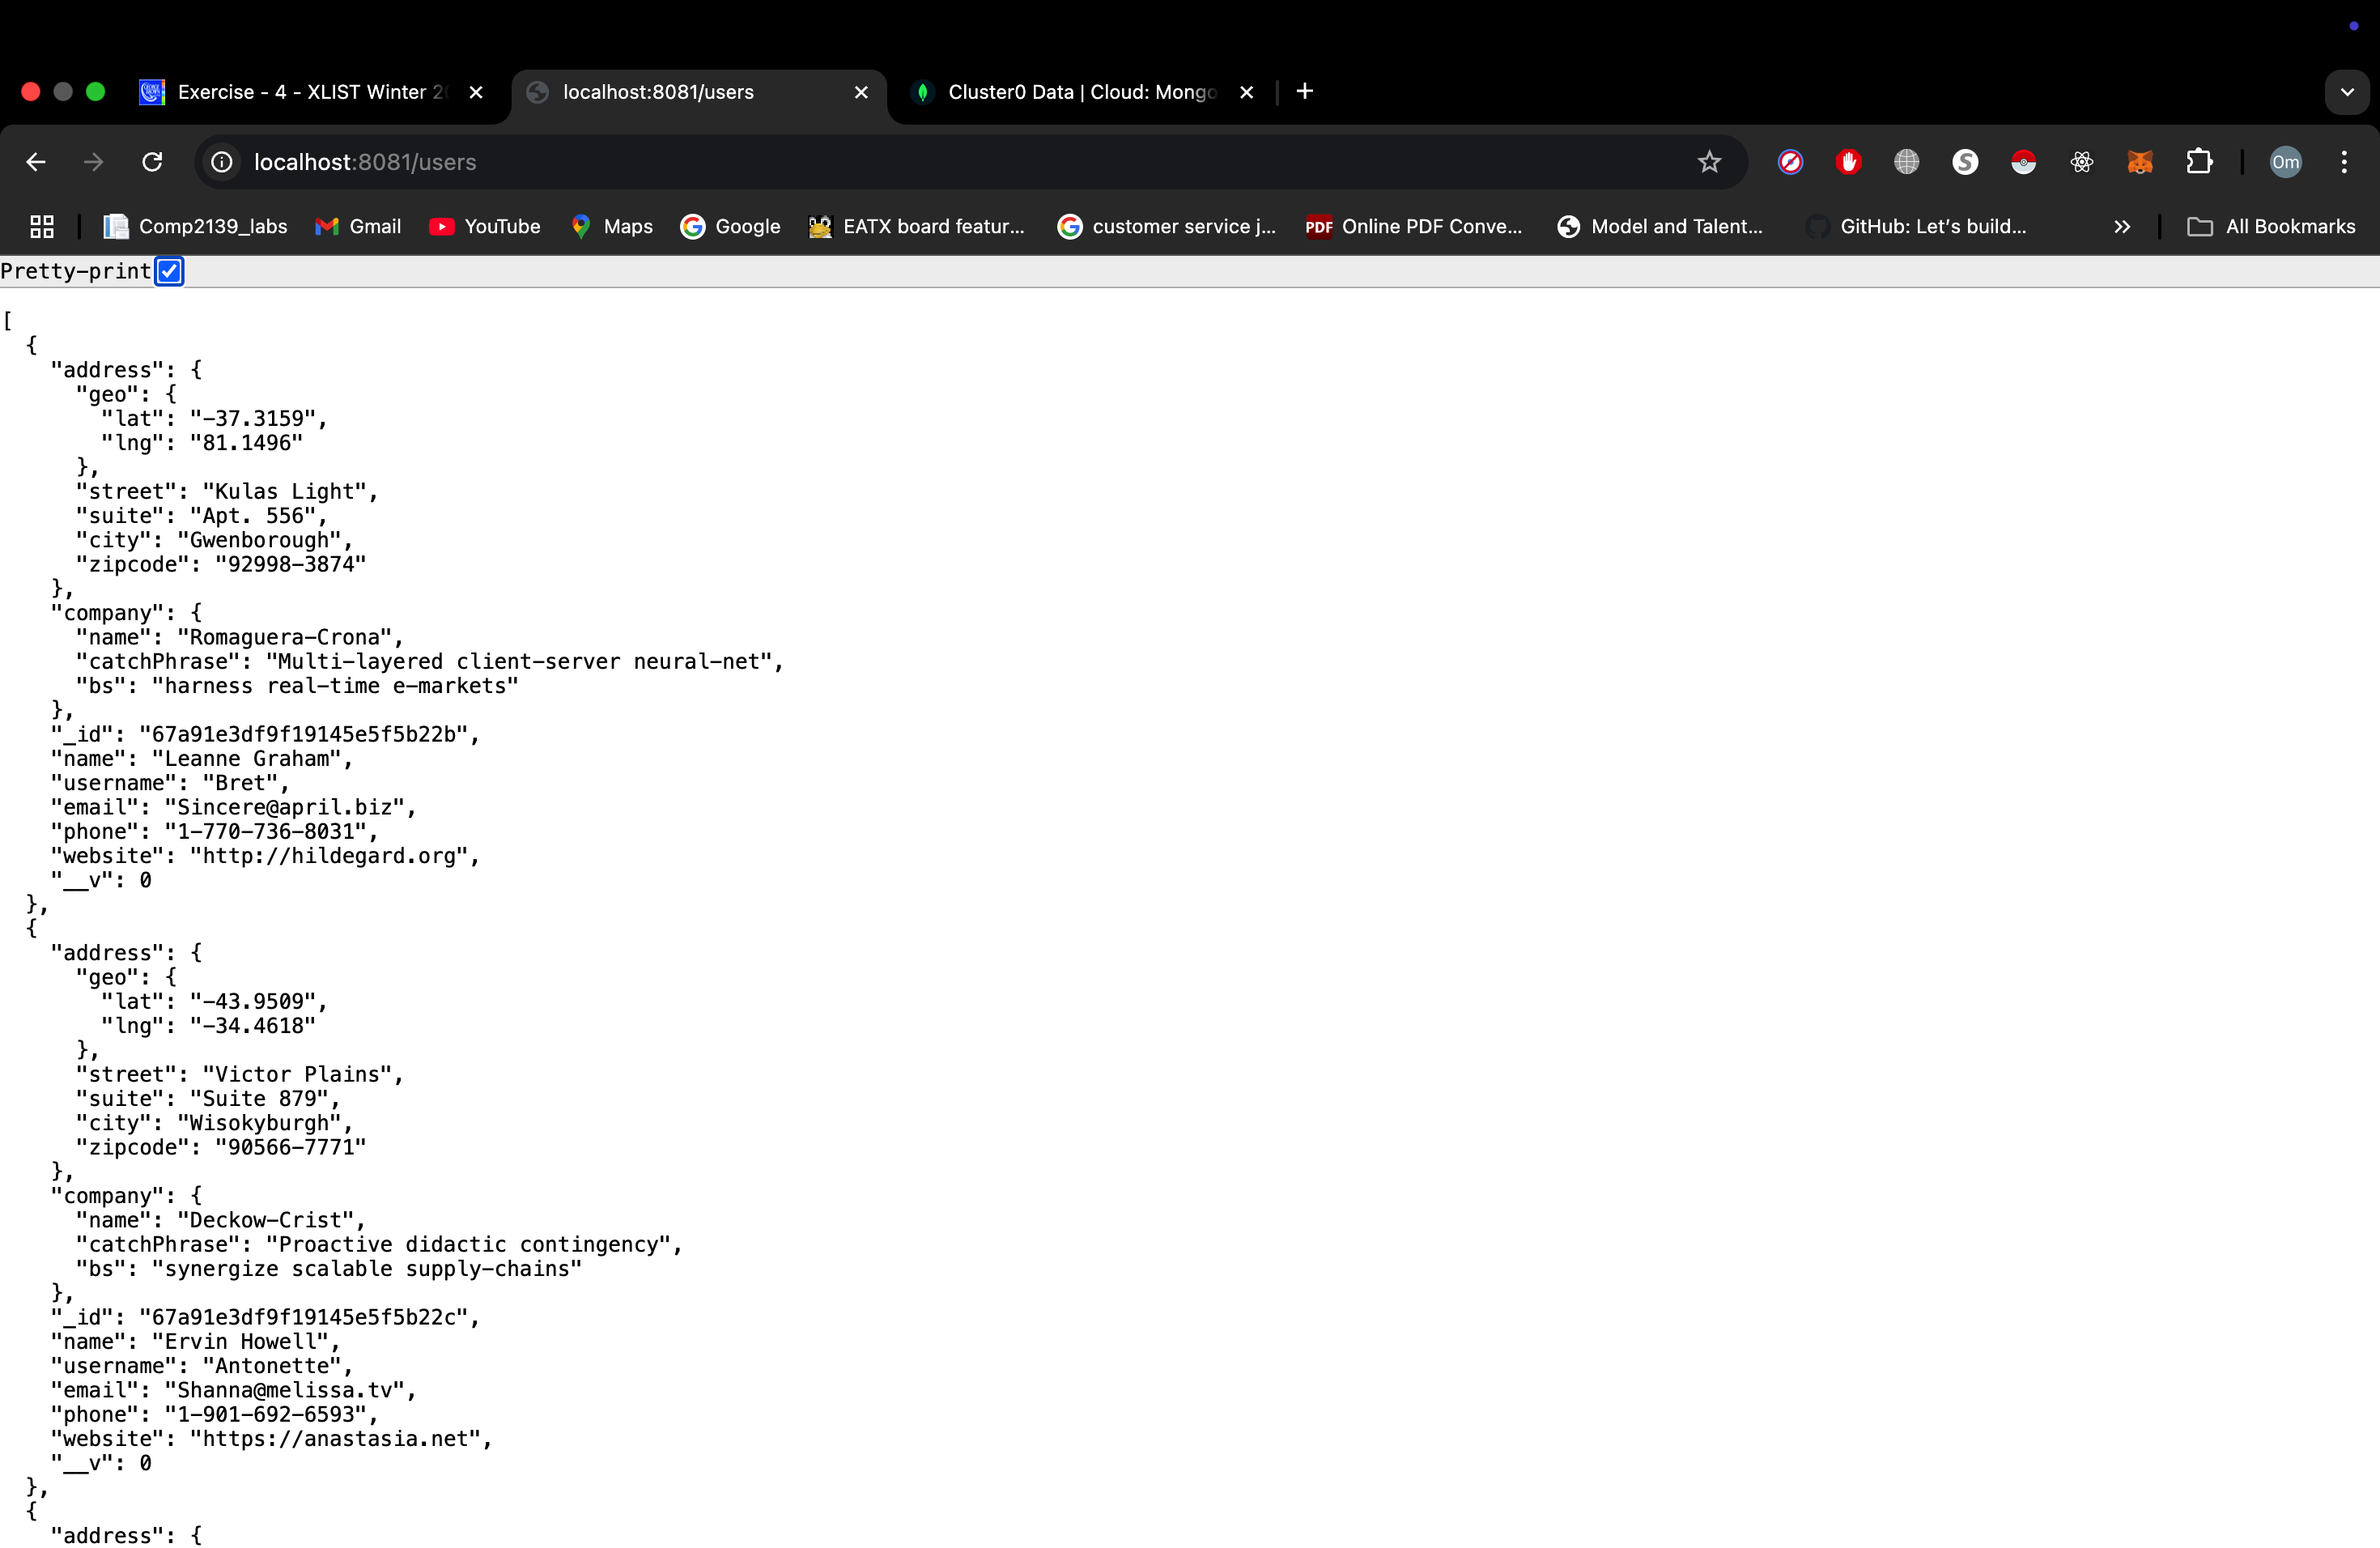 Exercise - 4 - XLIST Winter 20
localhost:8081/users
Cluster0 Data | Cloud: Mongo
localhost:8081/users
Om
Comp2139_labs
Gmail
YouTube
Maps
Google
EATX board featur...
customer service j...
PDF Online PDF Conve...
Model and Talent...
GitHub: Let's build...
All Bookmarks
Pretty-print
[
{
"address": {
"geo": {
"lat": "-37.3159",
"lng": "81.1496"
},
"street": "Kulas Light",
"suite": "Apt. 556",
"city": "Gwenborough",
"zipcode": "92998-3874"
},
"company": {
"name": "Romaguera-Crona",
"catchPhrase": "Multi-layered client-server neural-net",
"bs": "harness real-time e-markets"
},
"_id": "67a91e3df9f19145e5f5b22b",
"name": "Leanne Graham",
"username": "Bret",
"email": "Sincere@april.biz",
"phone": "1-770-736-8031",
"website": "http://hildegard.org",
"__v": 0
},
{
"address": {
"geo": {
"lat": "-43.9509",
"lng": "-34.4618"
},
"street": "Victor Plains",
"suite": "Suite 879",
"city": "Wisokyburgh",
"zipcode": "90566-7771"
},
"company": {
"name": "Deckow-Crist",
"catchPhrase": "Proactive didactic contingency",
"bs": "synergize scalable supply-chains"
},
"_id": "67a91e3df9f19145e5f5b22c",
"name": "Ervin Howell",
"username": "Antonette",
"email": "Shanna@melissa.tv",
"phone": "1-901-692-6593",
"website": "https://anastasia.net",
"__v": 0
},
{
"address": {